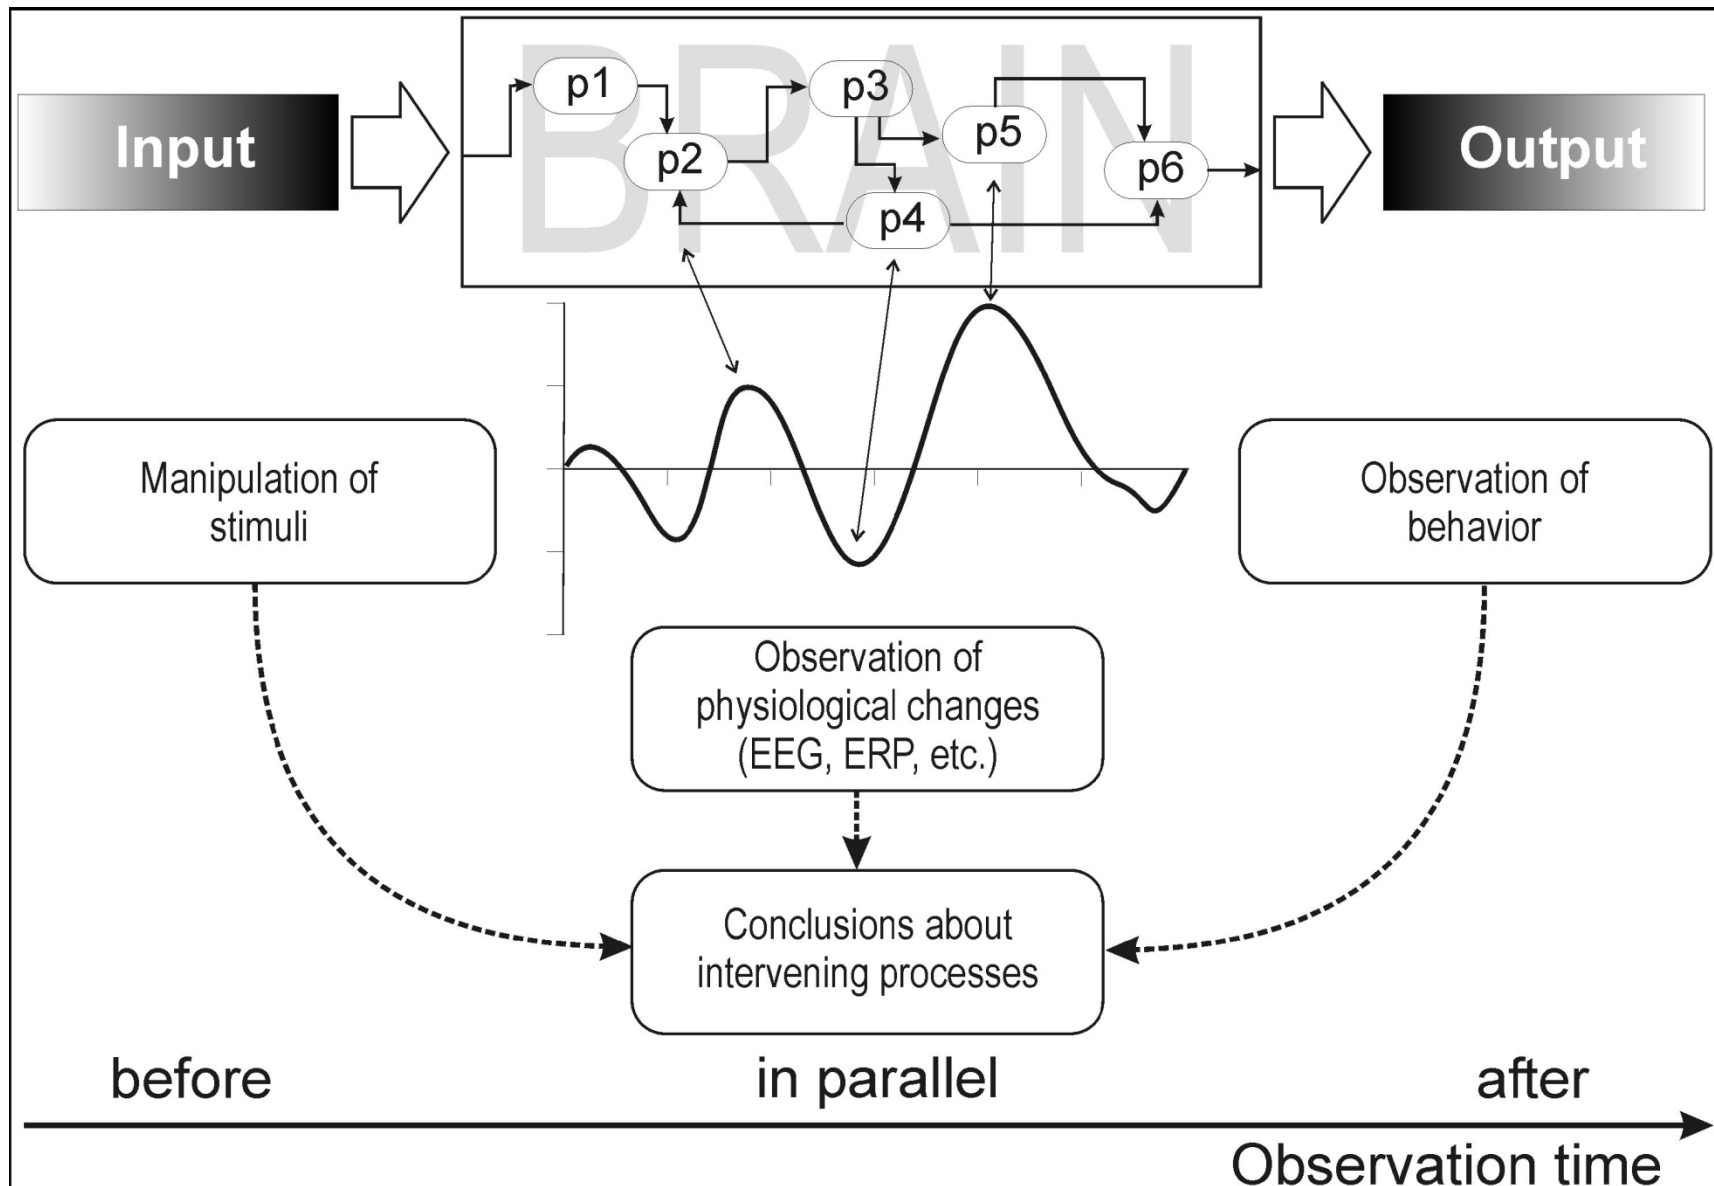 BRAIN
Input
p1
p2
p3
p4
p5
p6
Output
Manipulation of
stimuli
Observation of
physiological changes
(EEG, ERP, etc.)
Observation of
behavior
Conclusions about
intervening processes
before
in parallel
after
Observation time